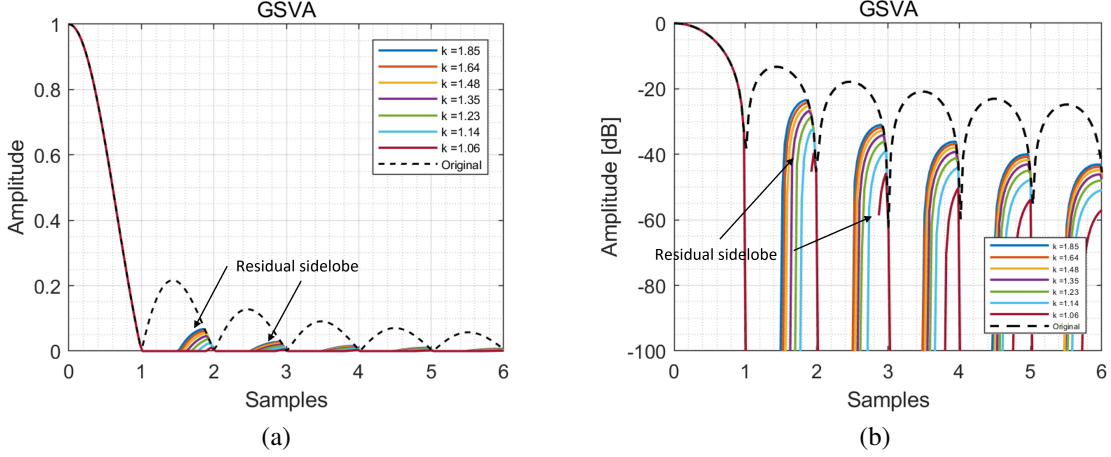 GSVA
1
0.8
0.6
0.4
0.2
0
Amplitude
k =1.85
k =1.64
k =1.48
k =1.35
k =1.23
k =1.14
k =1.06
Original
Residual sidelobe
0 1 2 3 4 5 6
Samples
(a)
GSVA
0
-20
-40
-60
-80
-100
Amplitude [dB]
Residual sidelobe
k =1.85
k =1.64
k =1.48
k =1.35
k =1.23
k =1.14
k =1.06
Original
0 1 2 3 4 5 6
Samples
(b)